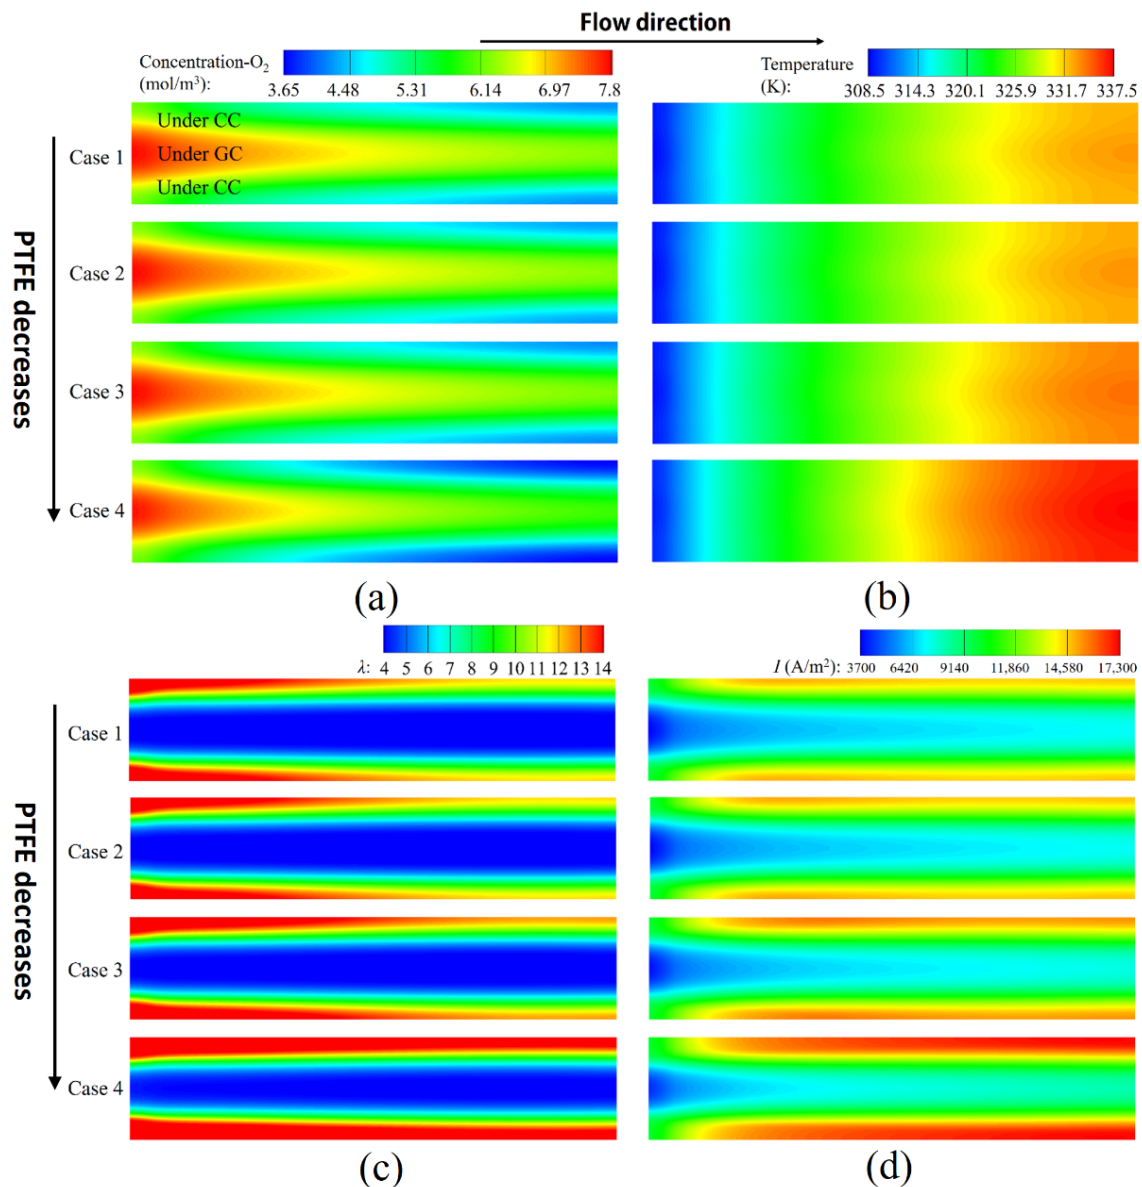 Flow direction
Concentration-O₂
(mol/m³):
3.65 4.48 5.31 6.14 6.97 7.8
Temperature
(K):
308.5 314.3 320.1 325.9 331.7 337.5
PTFE decreases
Case 1
Under CC
Under GC
Under CC
Case 2
Case 3
Case 4
(a)
(b)
λ: 4 5 6 7 8 9 10 11 12 13 14
I (A/m²): 3700 6420 9140 11,860 14,580 17,300
PTFE decreases
Case 1
Case 2
Case 3
Case 4
(c)
(d)